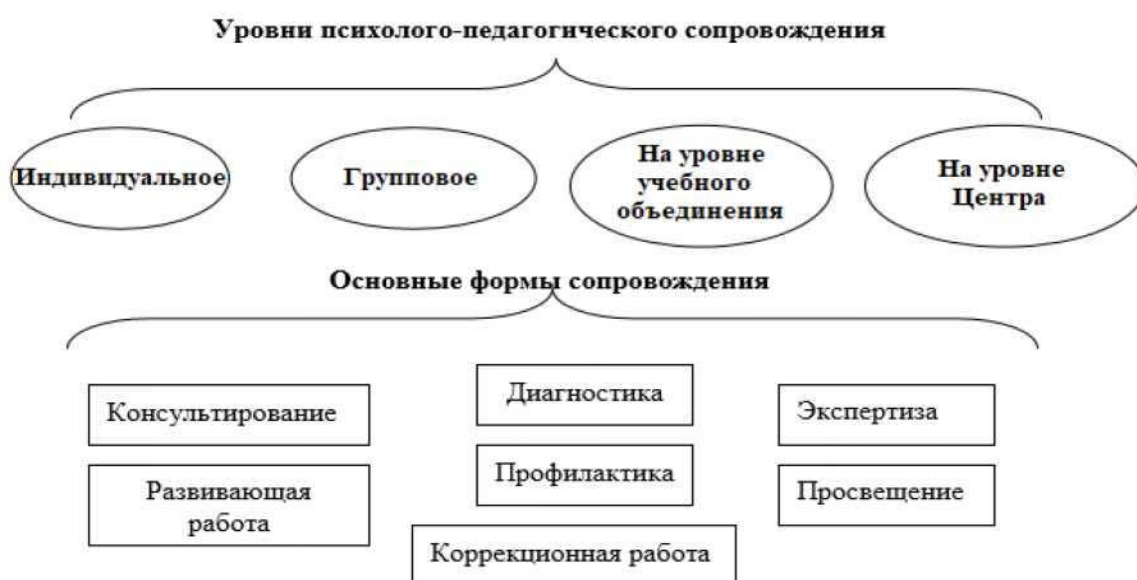 Уровни психолого-педагогического сопровождения
Индивидуальное
Групповое
На уровне
учебного
объединения
На уровне
Центра
Основные формы сопровождения
Консультирование
Диагностика
Экспертиза
Развивающая
работа
Профилактика
Просвещение
Коррекционная работа